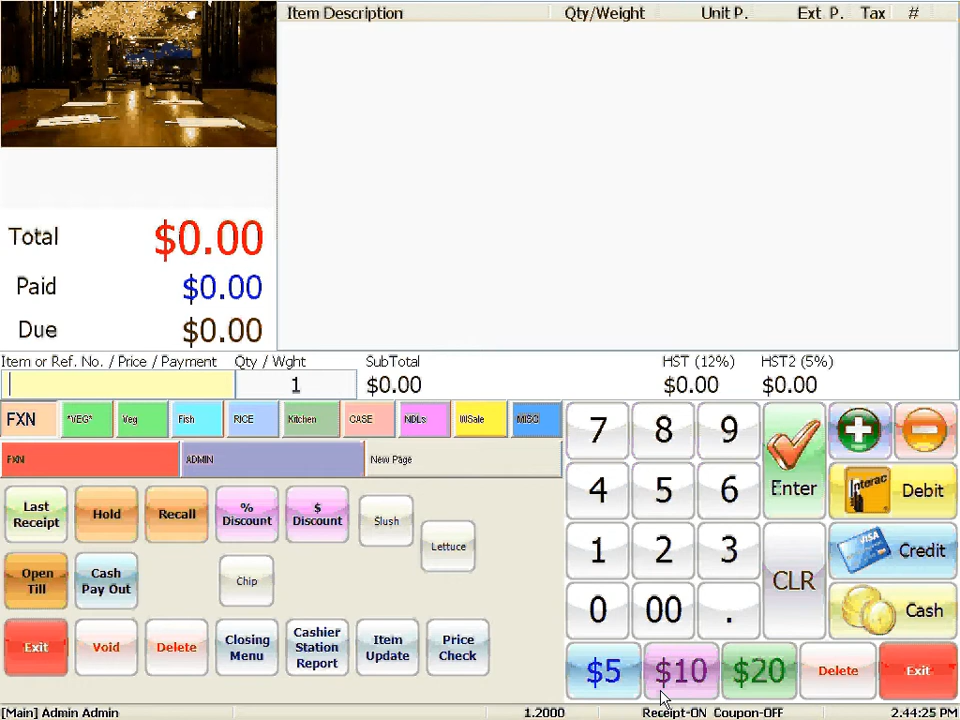 Item Description Qty/Weight Unit P. Ext P. Tax #
Total $0.00
Paid $0.00
Due $0.00
Item or Ref. No. / Price / Payment Qty / Wght SubTotal HST (12%) HST2 (5%)
1 $0.00 $0.00 $0.00
FXN *VEG* Veg Fish RICE Kitchen CASE NDLs WSale MISC
FXN ADMIN New Page
Last Receipt
Hold
Recall
% Discount
$ Discount
Slush
Lettuce
Open Till
Cash Pay Out
Chip
Exit
Void
Delete
Closing Menu
Cashier Station Report
Item Update
Price Check
7 8 9
Enter
+ −
4 5 6
Interac Debit
1 2 3
CLR
VISA Credit
0 00 .
Cash
$5 $10 $20 Delete Exit
[Main] Admin Admin 1.2000 Receipt-ON Coupon-OFF 2:44:25 PM